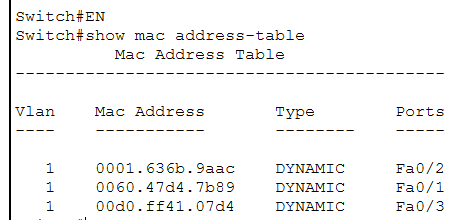 Switch#EN
Switch#show mac address-table
          Mac Address Table
-------------------------------------------

Vlan    Mac Address       Type        Ports
----    -----------       --------    -----

   1    0001.636b.9aac    DYNAMIC     Fa0/2
   1    0060.47d4.7b89    DYNAMIC     Fa0/1
   1    00d0.ff41.07d4    DYNAMIC     Fa0/3